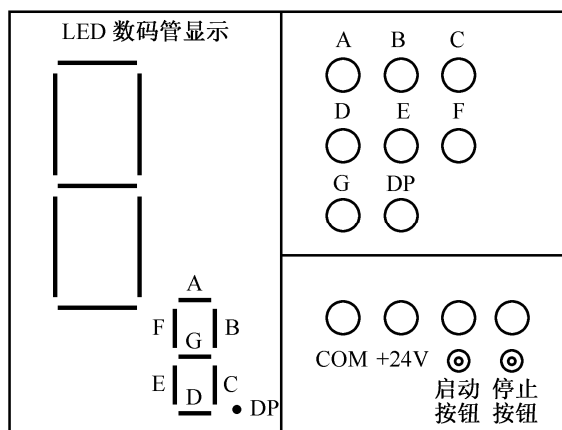 LED 数码管显示
A
F G B
E D C
DP
A B C
D E F
G DP
COM +24V
启动 停止
按钮 按钮